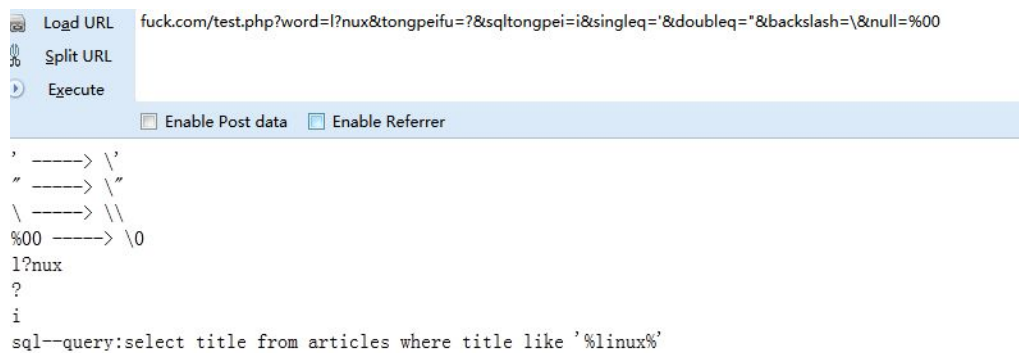 Load URL fuck.com/test.php?word=l?nux&tongpeifu=?&sqltongpei=i&singleq='&doubleq="&backslash=\&null=%00
Split URL
Execute
Enable Post data Enable Referrer
' -----> \'
" -----> \"
\ -----> \\
%00 -----> \0
l?nux
?
i
sql--query:select title from articles where title like '%linux%'